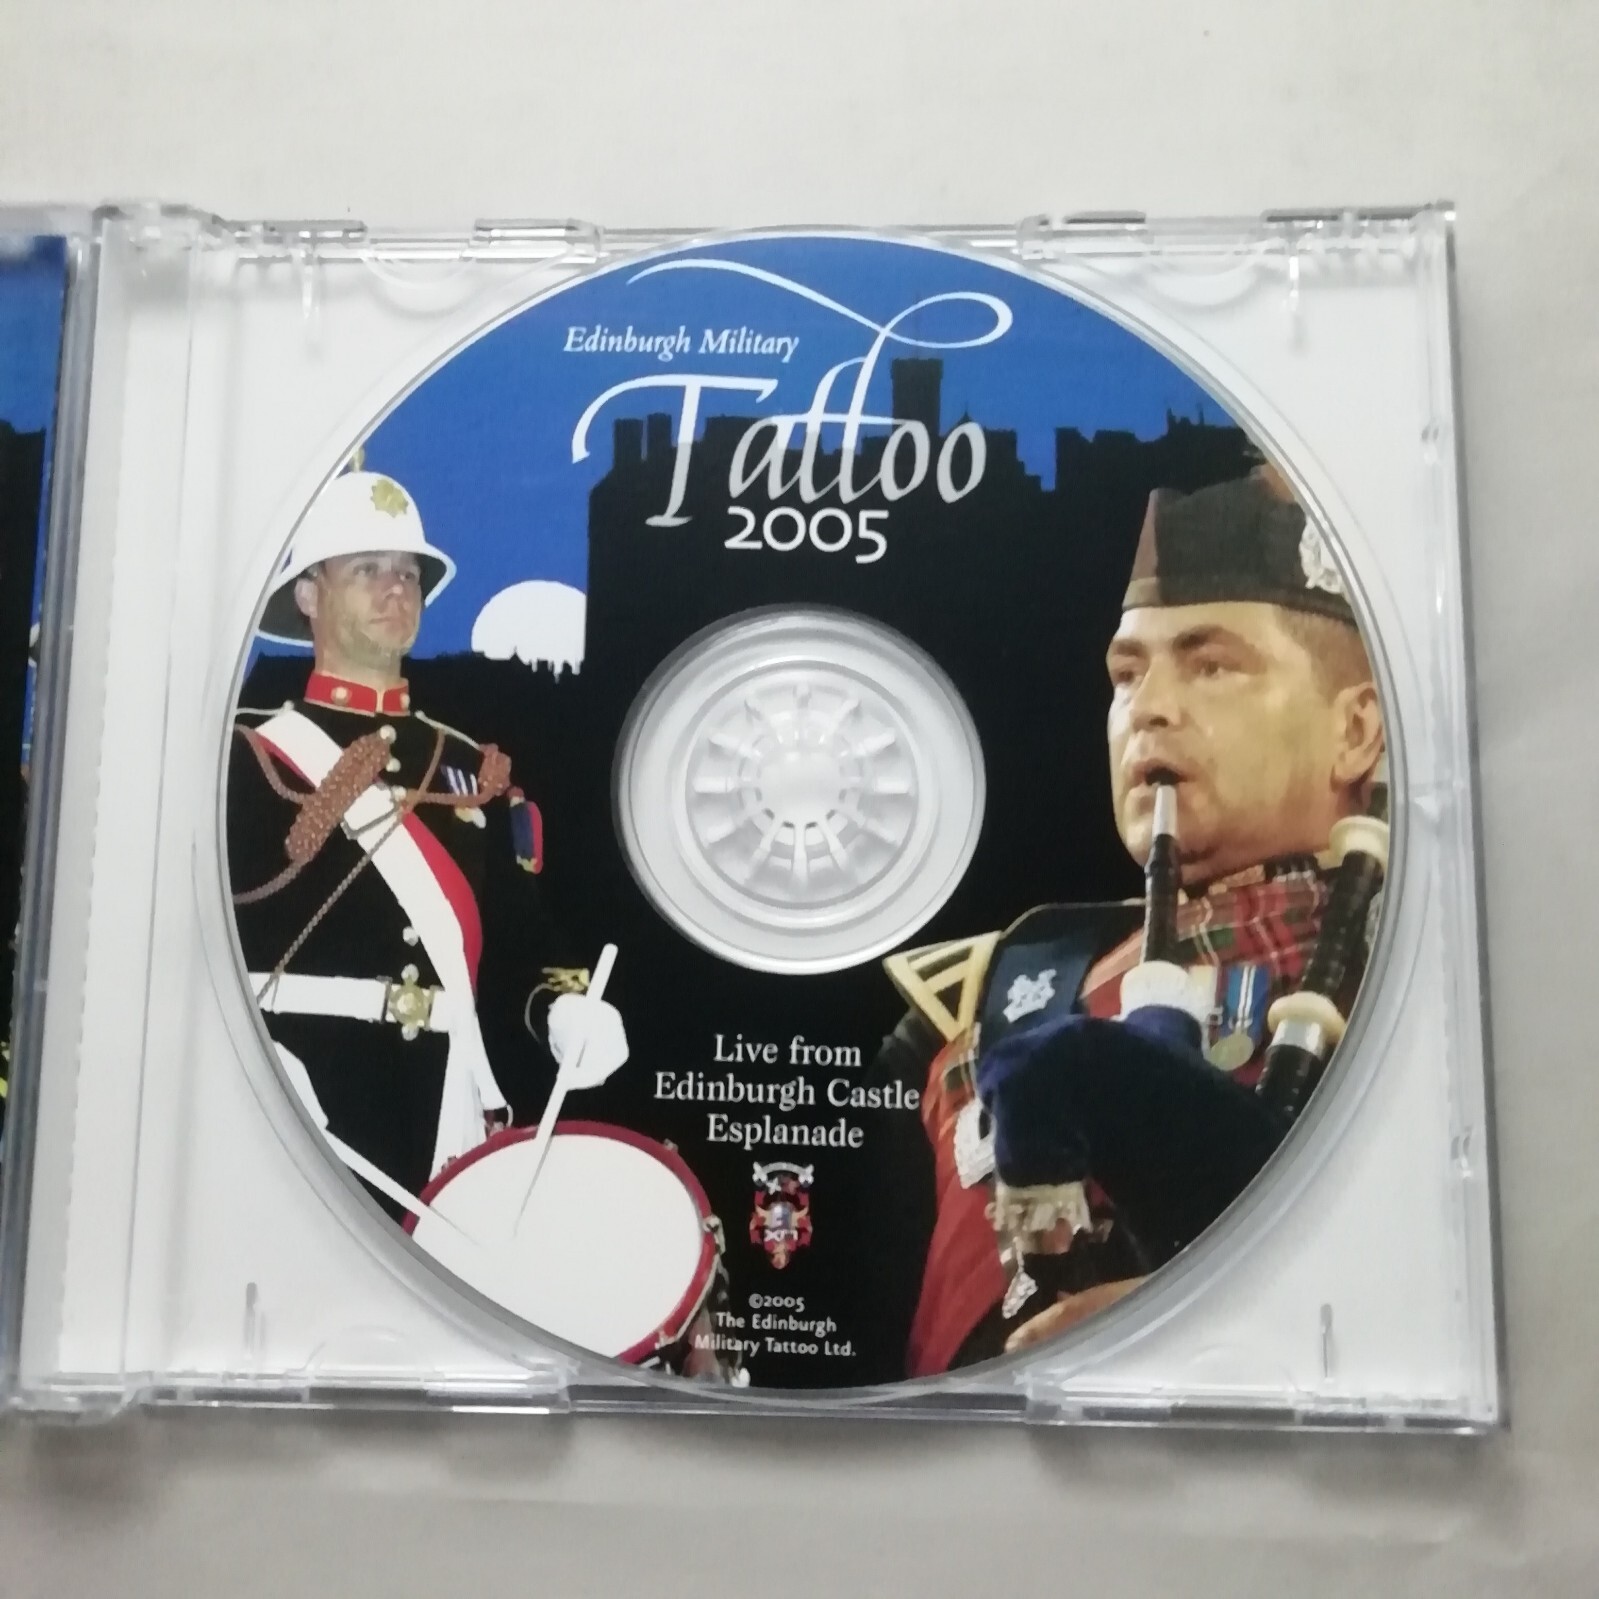 Edinburgh Military
Tattoo
2005
Live from
Edinburgh Castle
Esplanade
©2005
The Edinburgh
Military Tattoo Ltd.